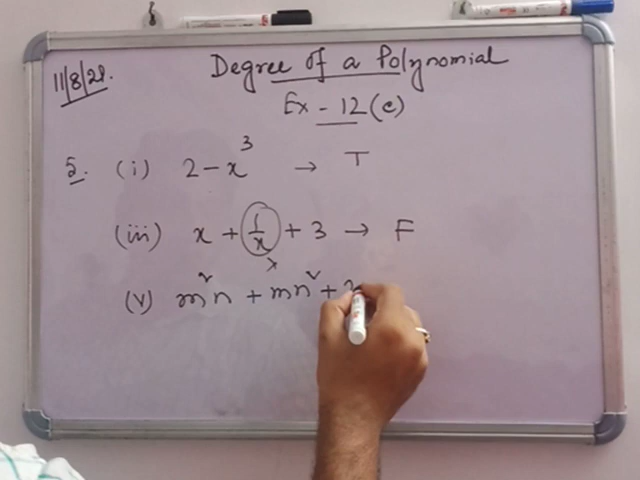 Degree of a Polynomial
11/8/21.
Ex - 12 (c)
5. (i) 2 - x³ → T
(iii) x + 1/x + 3 → F
(v) m²n + mn² +